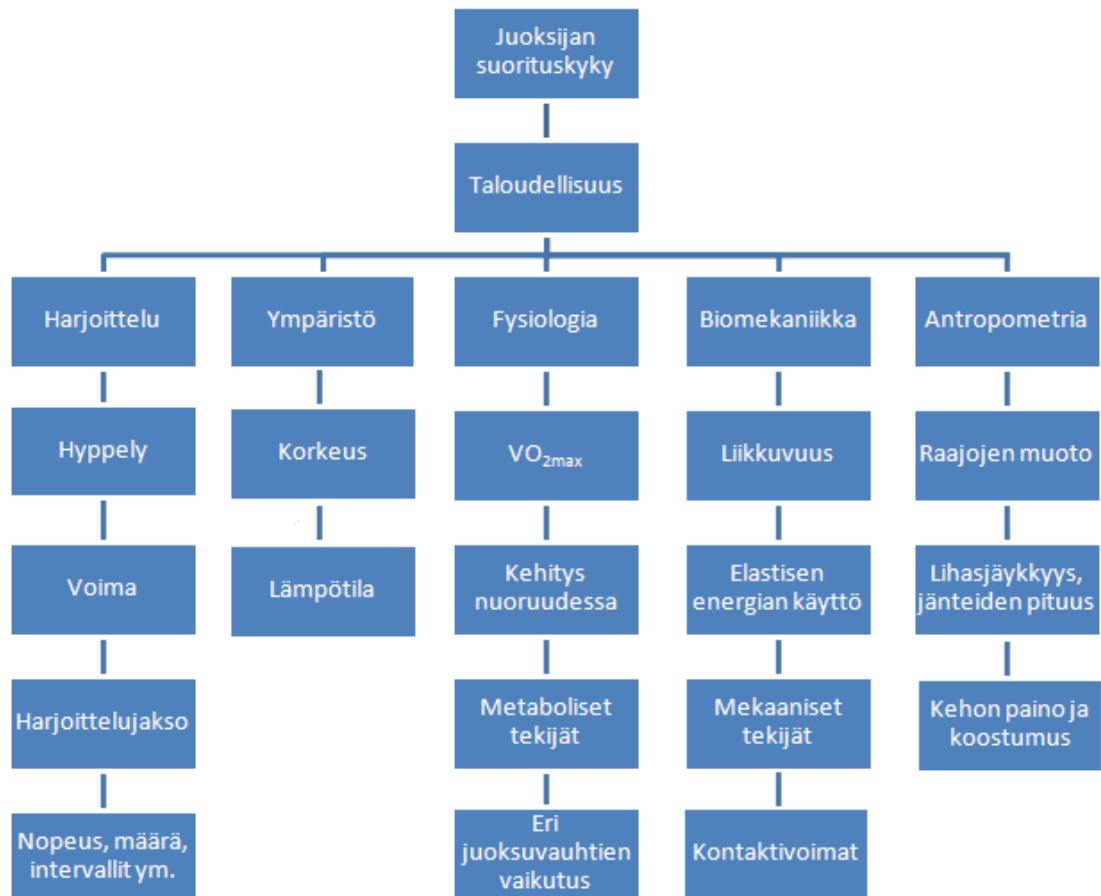 Juoksijan
suorituskyky
Taloudellisuus
Harjoittelu
Ympäristö
Fysiologia
Biomekaniikka
Antropometria
Hyppely
Korkeus
VO2max
Liikkuvuus
Raajojen muoto
Voima
Lämpötila
Kehitys
nuoruudessa
Elastisen
energian käyttö
Lihasjäykkyys,
jänteiden pituus
Harjoittelujakso
Metaboliset
tekijät
Mekaaniset
tekijät
Kehon paino ja
koostumus
Nopeus, määrä,
intervallit ym.
Eri
juoksuvauhtien
vaikutus
Kontaktivoimat